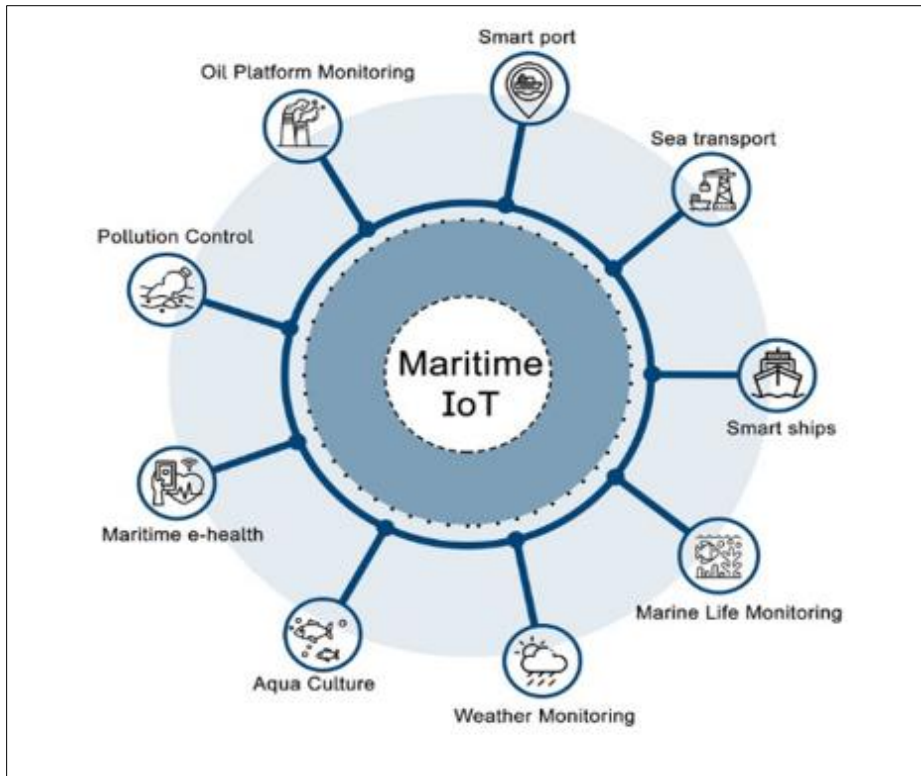 Smart port
Oil Platform Monitoring
Sea transport
Pollution Control
Maritime
IoT
Smart ships
Maritime e-health
Marine Life Monitoring
Aqua Culture
Weather Monitoring